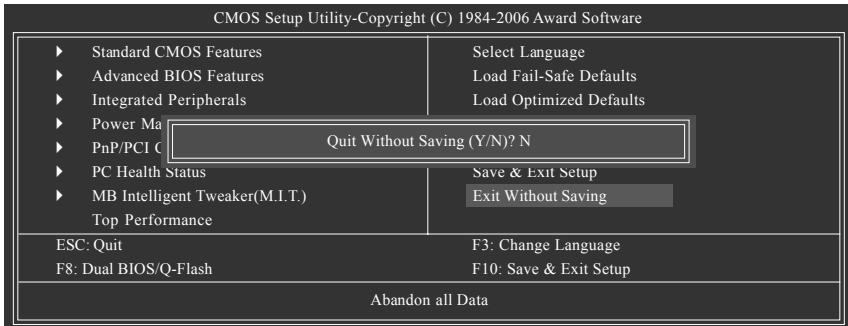 CMOS Setup Utility-Copyright (C) 1984-2006 Award Software
Standard CMOS Features
Advanced BIOS Features
Integrated Peripherals
Power
PnP/PCI
PC Health Status
MB Intelligent Tweaker(M.I.T.)
Top Performance
Select Language
Load Fail-Safe Defaults
Load Optimized Defaults
Quit Without Saving (Y/N)? N
Save & Exit Setup
Exit Without Saving
ESC: Quit
F3: Change Language
F8: Dual BIOS/Q-Flash
F10: Save & Exit Setup
Abandon all Data